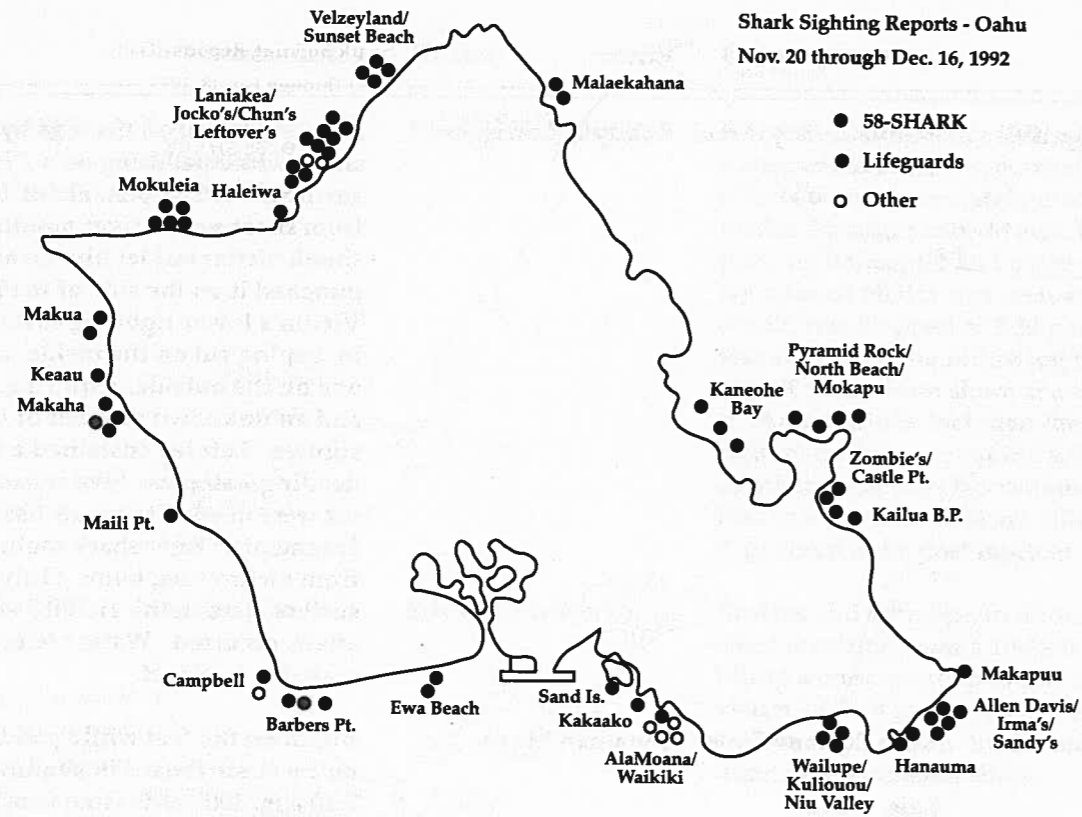 Shark Sighting Reports - Oahu
Nov. 20 through Dec. 16, 1992
58-SHARK
Lifeguards
Other
Velzeyland/
Sunset Beach
Malaekahana
Laniakea/
Jocko's/Chun's
Leftover's
Mokuleia
Haleiwa
Makua
Keaau
Makaha
Maili Pt.
Pyramid Rock/
North Beach/
Mokapu
Kaneohe
Bay
Zombie's/
Castle Pt.
Kailua B.P.
Campbell
Barbers Pt.
Ewa Beach
Sand Is.
Kakaako
AlaMoana/
Waikiki
Wailupe/
Kuliouou/
Niu Valley
Hanauma
Makapuu
Allen Davis/
Irma's/
Sandy's